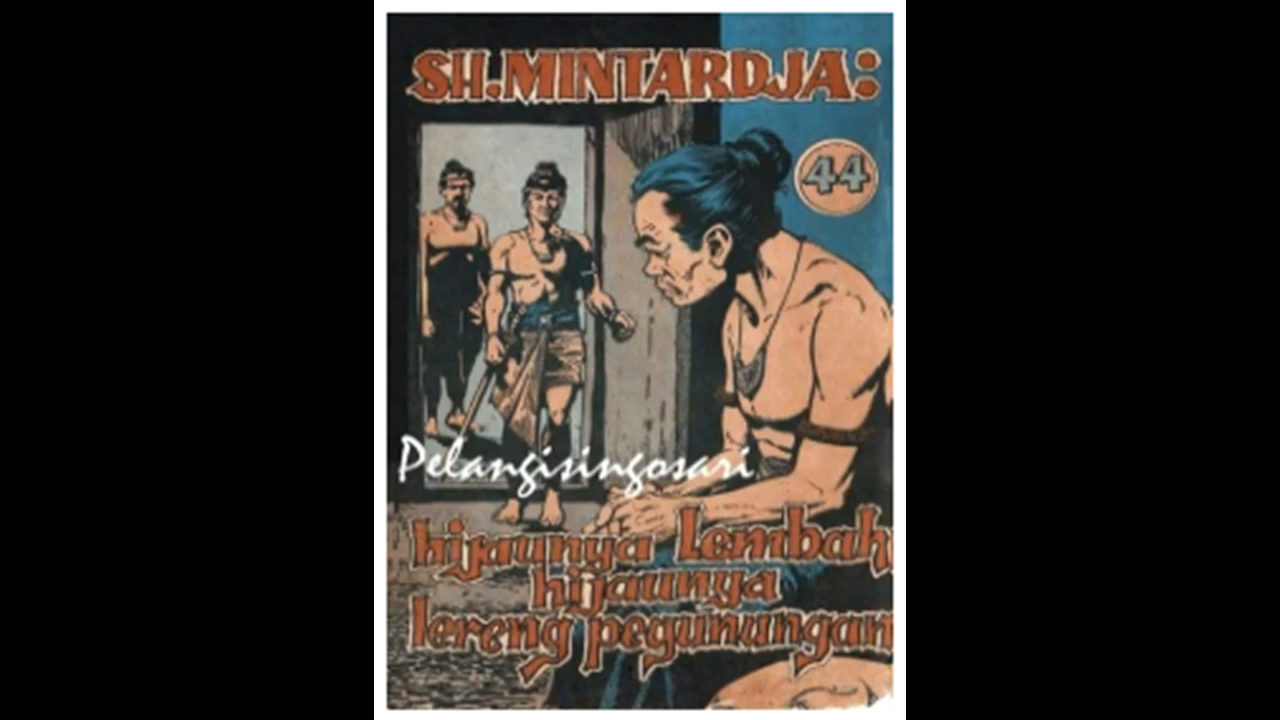 SH.MINTARDJA:
44
Pelangisingosari
hijaunya Lembah,
hijaunya
lereng pegunungan